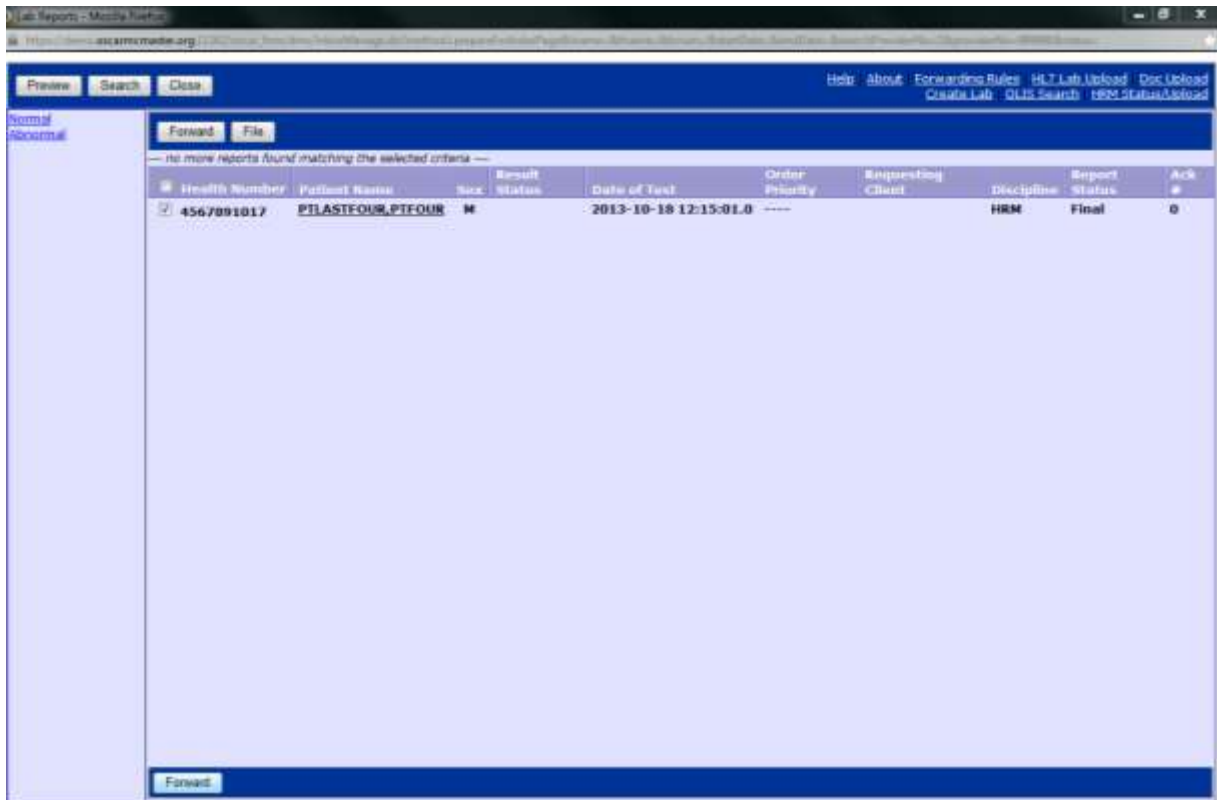 Lab Reports - Mozilla Firefox
oscarmcmaster.org
Preview Search Close
Help About Forwarding Rules HL7 Lab Upload Doc Upload
Create Lab OLIS Search HRM Status/Upload
Normal
Abnormal
Forward File
--- no more reports found matching the selected criteria ---
Health Number Patient Name Sex Result Status Date of Test Order Priority Requesting Client Discipline Report Status Ack #
4567891017 PTLASTFOUR,PTFOUR M 2013-10-18 12:15:01.0 ---- HRM Final 0
Forward